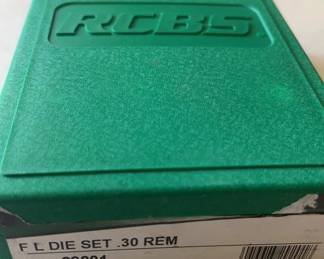 RCBS
F L DIE SET .30 REM